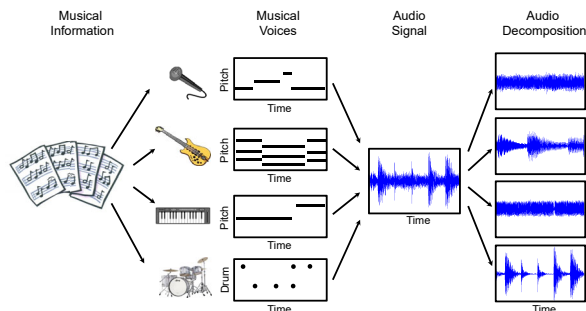 Musical
Information
Musical
Voices
Audio
Signal
Audio
Decomposition
Pitch
Time
Pitch
Time
Pitch
Time
Drum
Time
Time
Time